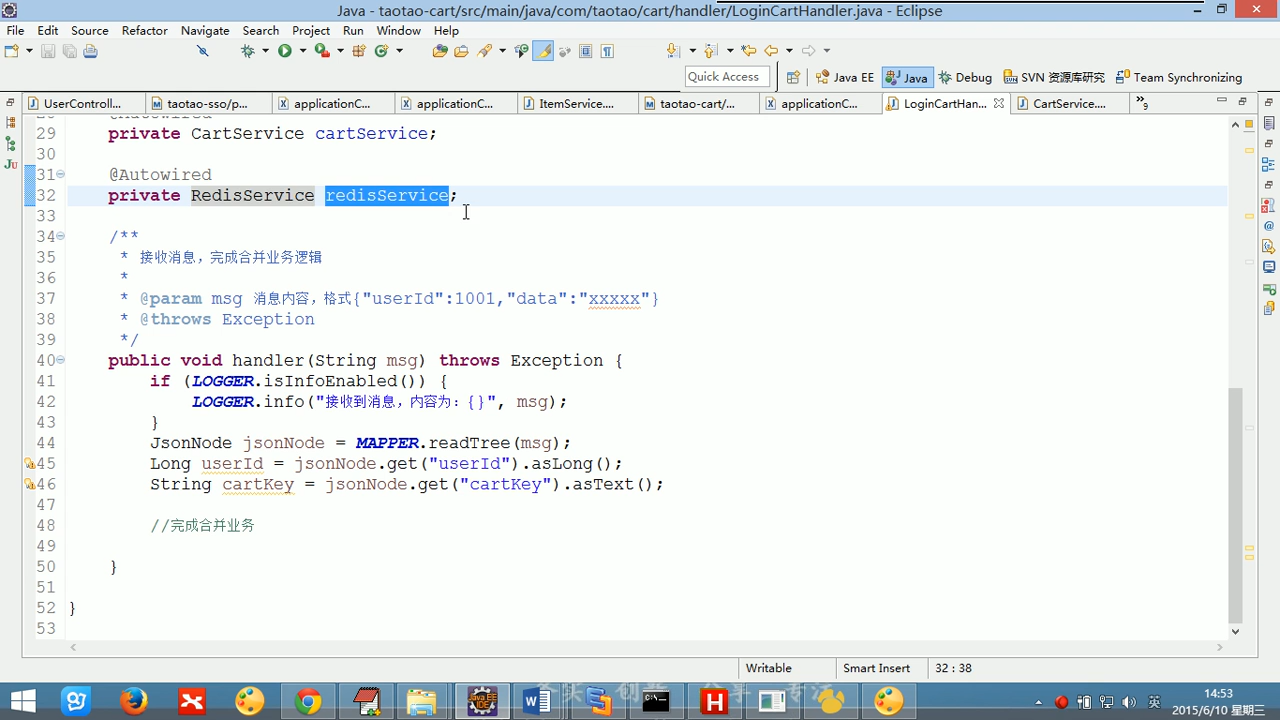 Java - taotao-cart/src/main/java/com/taotao/cart/handler/LoginCartHandler.java - Eclipse
File Edit Source Refactor Navigate Search Project Run Window Help
Quick Access Java EE Java Debug SVN 资源库研究 Team Synchronizing
UserControll... taotao-sso/p... applicationC... applicationC... ItemService.... taotao-cart/... applicationC... LoginCartHan... CartService.... »9
29 private CartService cartService;
30
31 @Autowired
32 private RedisService redisService;
33
34 /**
35 * 接收消息，完成合并业务逻辑
36 *
37 * @param msg 消息内容，格式{"userId":1001,"data":"xxxxx"}
38 * @throws Exception
39 */
40 public void handler(String msg) throws Exception {
41 if (LOGGER.isInfoEnabled()) {
42 LOGGER.info("接收到消息，内容为：{}", msg);
43 }
44 JsonNode jsonNode = MAPPER.readTree(msg);
45 Long userId = jsonNode.get("userId").asLong();
46 String cartKey = jsonNode.get("cartKey").asText();
47
48 //完成合并业务
49
50 }
51
52 }
53
Writable Smart Insert 32 : 38
英 14:53
2015/6/10 星期三